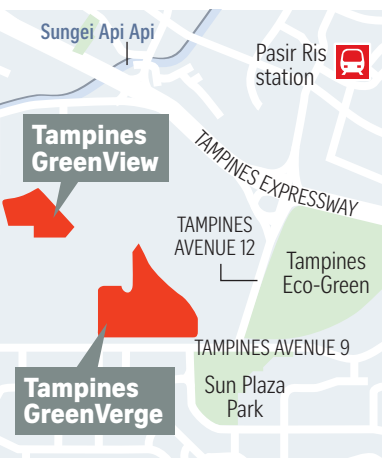 Sungei Api Api
Pasir Ris
station
Tampines
GreenView
TAMPINES EXPRESSWAY
TAMPINES
AVENUE 12
Tampines
Eco-Green
TAMPINES AVENUE 9
Tampines
GreenVerge
Sun Plaza
Park